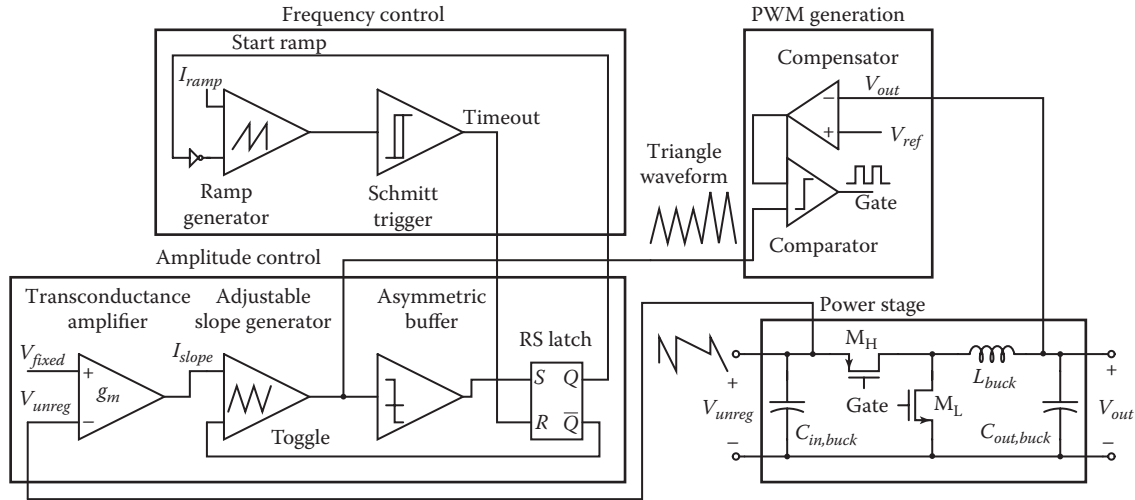 Frequency control
Start ramp
I_ramp
Ramp
generator
Schmitt
trigger
Timeout
PWM generation
Compensator
−
+
V_out
V_ref
Triangle
waveform
Gate
Comparator
Amplitude control
Transconductance
amplifier
Adjustable
slope generator
Asymmetric
buffer
RS latch
V_fixed
+
g_m
V_unreg
−
I_slope
Toggle
S Q
R Q̅
Power stage
M_H
L_buck
+
V_unreg
−
Gate
M_L
C_in,buck
C_out,buck
+
V_out
−